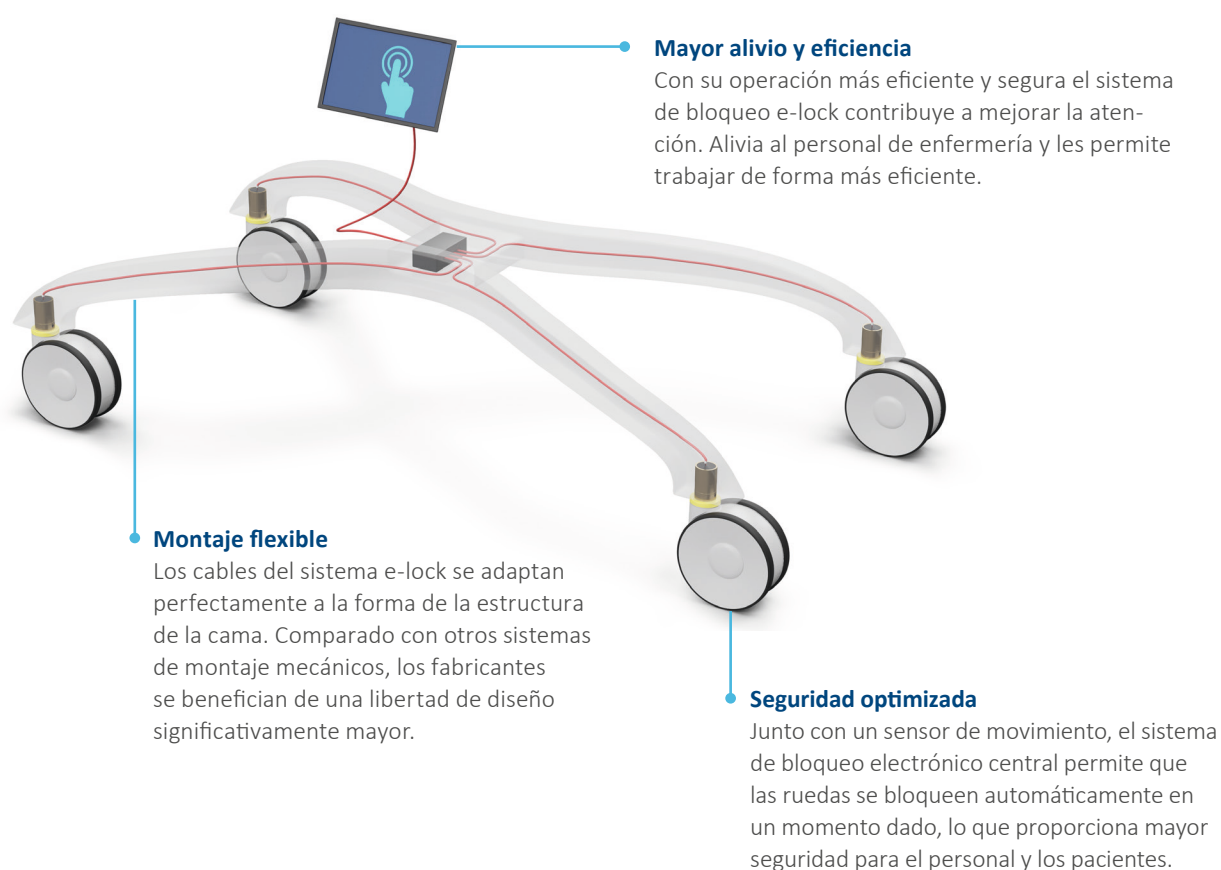 Mayor alivio y eficiencia
Con su operación más eficiente y segura el sistema
de bloqueo e-lock contribuye a mejorar la aten-
ción. Alivia al personal de enfermería y les permite
trabajar de forma más eficiente.
Montaje flexible
Los cables del sistema e-lock se adaptan
perfectamente a la forma de la estructura
de la cama. Comparado con otros sistemas
de montaje mecánicos, los fabricantes
se benefician de una libertad de diseño
significativamente mayor.
Seguridad optimizada
Junto con un sensor de movimiento, el sistema
de bloqueo electrónico central permite que
las ruedas se bloqueen automáticamente en
un momento dado, lo que proporciona mayor
seguridad para el personal y los pacientes.